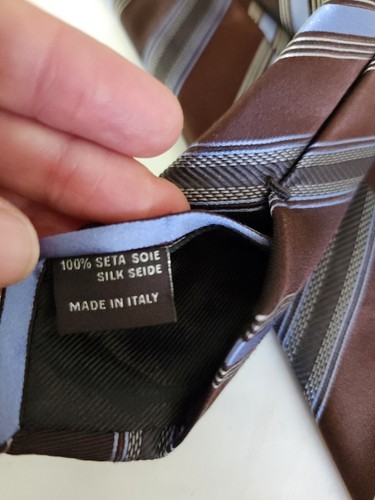 100% SETA SOIE
SILK SEIDE
MADE IN ITALY